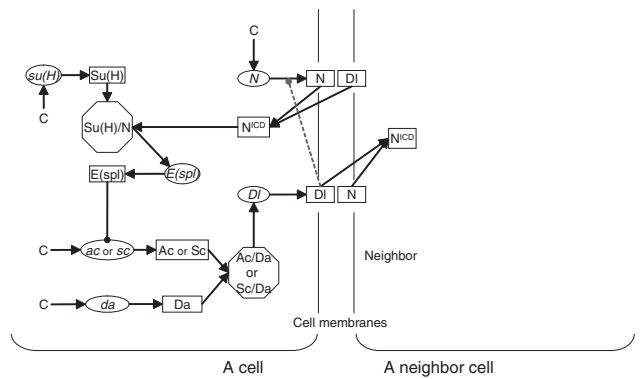 C
su(H)
Su(H)
N
N
Dl
C
Su(H)/N
N^ICD
N^ICD
E(spl)
E(spl)
Dl
Dl
N
C
ac or sc
Ac or Sc
Ac/Da
or
Sc/Da
Neighbor
C
da
Da
Cell membranes
A cell
A neighbor cell